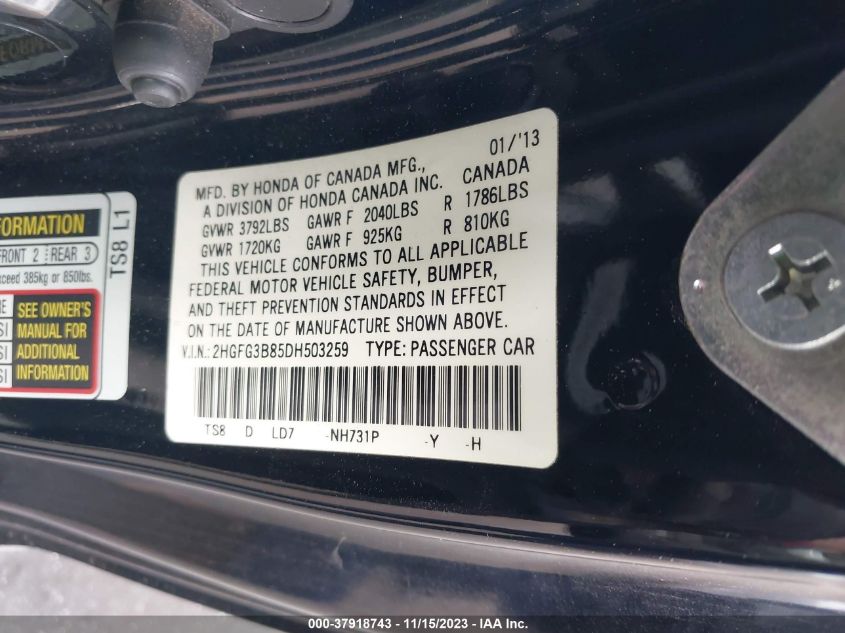 01/'13
MFD. BY HONDA OF CANADA MFG.,
A DIVISION OF HONDA CANADA INC. CANADA
GVWR 3792LBS GAWR F 2040LBS R 1786LBS
GVWR 1720KG GAWR F 925KG R 810KG
THIS VEHICLE CONFORMS TO ALL APPLICABLE
FEDERAL MOTOR VEHICLE SAFETY, BUMPER,
AND THEFT PREVENTION STANDARDS IN EFFECT
ON THE DATE OF MANUFACTURE SHOWN ABOVE.
V.I.N.: 2HGFG3B85DH503259 TYPE: PASSENGER CAR
TS8 D LD7 -NH731P -Y -H
FRONT 2 REAR 3
385kg or 850lbs.
SEE OWNER'S
MANUAL FOR
ADDITIONAL
INFORMATION
TS8 L1
000-37918743 - 11/15/2023 - IAA Inc.